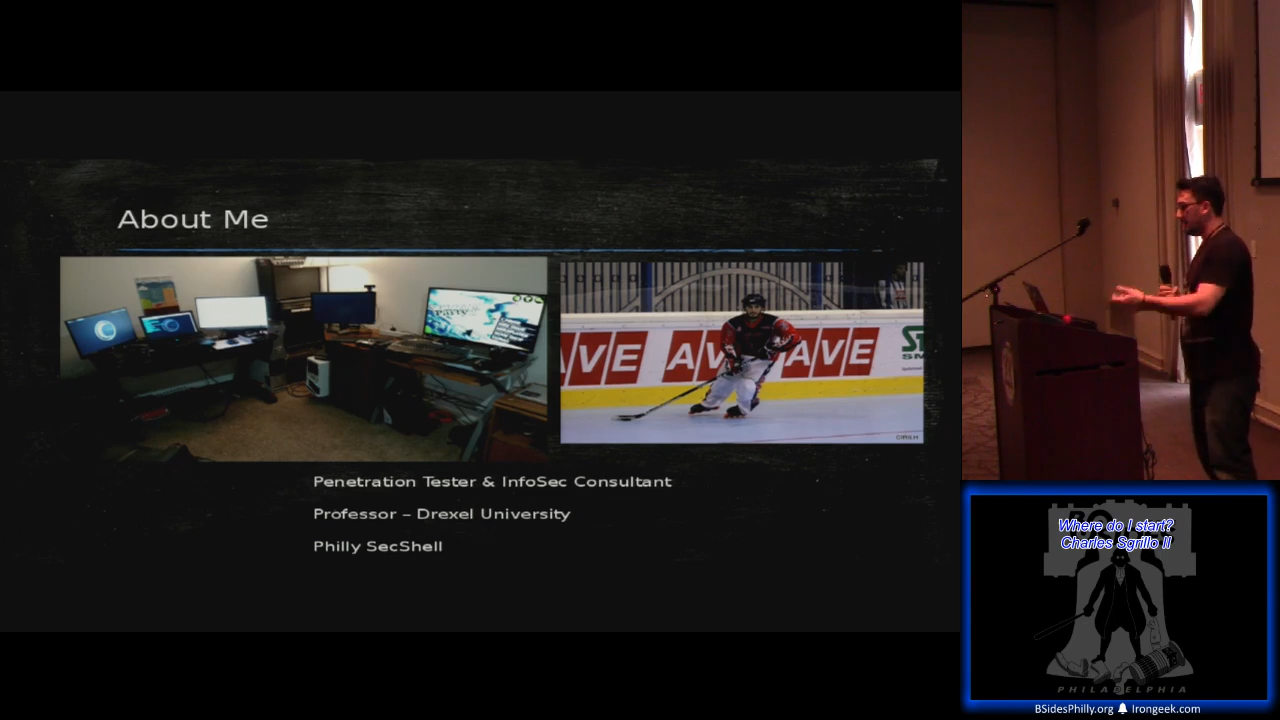 About Me
AVE
AVE
AVE
Penetration Tester & InfoSec Consultant
Professor – Drexel University
Philly SecShell
Where do I start?
Charles Sgrillo II
PHILADELPHIA
BSidesPhilly.org
Irongeek.com